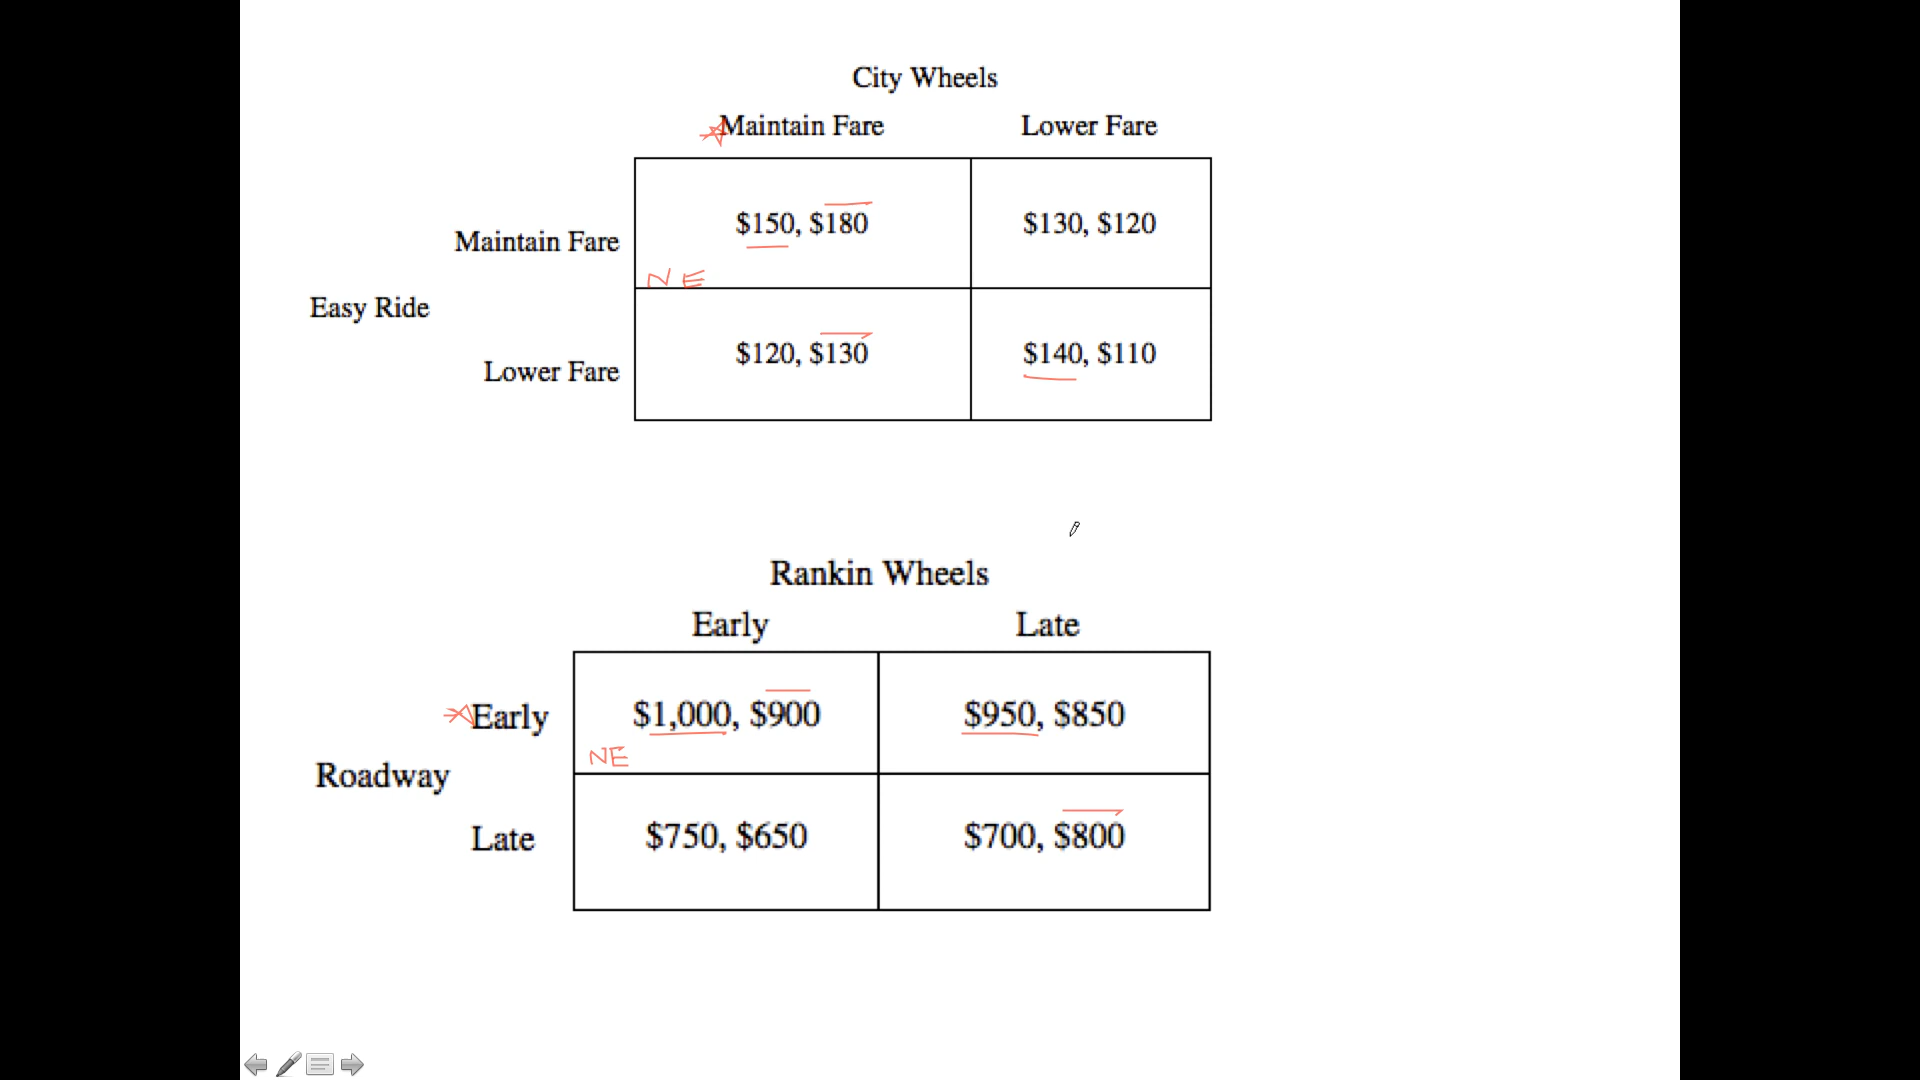 City Wheels
Maintain Fare Lower Fare
Maintain Fare $150, $180 $130, $120
NE
Easy Ride
Lower Fare $120, $130 $140, $110
Rankin Wheels
Early Late
Early $1,000, $900 $950, $850
NE
Roadway
Late $750, $650 $700, $800